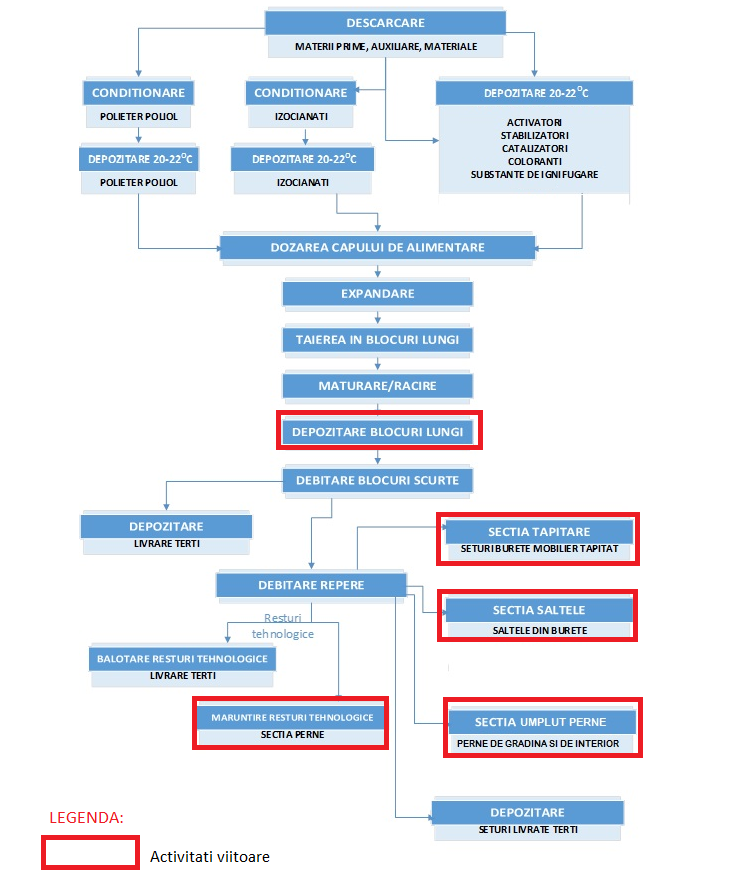 DESCARCARE
MATERII PRIME, AUXILIARE, MATERIALE
CONDITIONARE
POLIETER POLIOL
CONDITIONARE
IZOCIANATI
DEPOZITARE 20-22°C
ACTIVATORI
STABILIZATORI
CATALIZATORI
COLORANTI
SUBSTANTE DE IGNIFUGARE
DEPOZITARE 20-22°C
POLIETER POLIOL
DEPOZITARE 20-22°C
IZOCIANATI
DOZAREA CAPULUI DE ALIMENTARE
EXPANDARE
TAIEREA IN BLOCURI LUNGI
MATURARE/RACIRE
DEPOZITARE BLOCURI LUNGI
DEBITARE BLOCURI SCURTE
DEPOZITARE
LIVRARE TERTI
SECTIA TAPITARE
SETURI BURETE MOBILIER TAPITAT
DEBITARE REPERE
SECTIA SALTELE
SALTELE DIN BURETE
Resturi
tehnologice
BALOTARE RESTURI TEHNOLOGICE
LIVRARE TERTI
MARUNTIRE RESTURI TEHNOLOGICE
SECTIA PERNE
SECTIA UMPLUT PERNE
PERNE DE GRADINA SI DE INTERIOR
DEPOZITARE
SETURI LIVRATE TERTI
LEGENDA:
Activitati viitoare